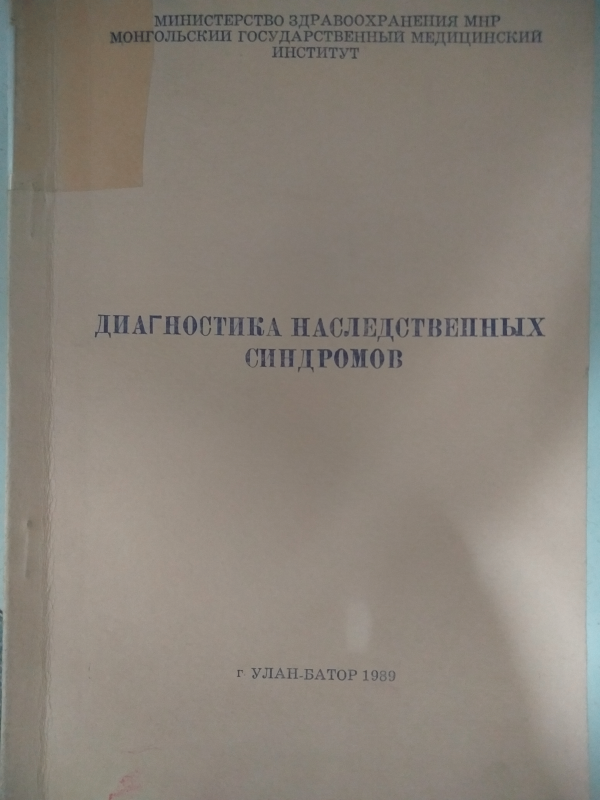 МИНИСТЕРСТВО ЗДРАВООХРАНЕНИЯ МНР
МОНГОЛЬСКИЙ ГОСУДАРСТВЕННЫЙ МЕДИЦИНСКИЙ
ИНСТИТУТ
ДИАГНОСТИКА НАСЛЕДСТВЕННЫХ
СИНДРОМОВ
г УЛАН-БАТОР 1989